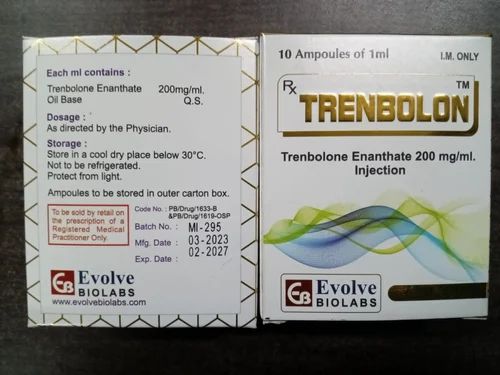 Each ml contains :
Trenbolone Enanthate 200mg/ml.
Oil Base Q.S.
Dosage :
As directed by the Physician.
Storage :
Store in a cool dry place below 30°C.
Not to be refrigerated.
Protect from light.
Ampoules to be stored in outer carton box.
To be sold by retail on
the prescription of a
Registered Medical
Practitioner Only.
Code No. : PB/Drug/1633-B
&PB/Drug/1619-OSP
Batch No. : MI-295
Mfg. Date : 03-2023
Exp. Date : 02-2027
EB Evolve
BIOLABS
www.evolvebiolabs.com
10 Ampoules of 1ml I.M. ONLY
Rx TRENBOLON TM
Trenbolone Enanthate 200 mg/ml.
Injection
EB Evolve
BIOLABS